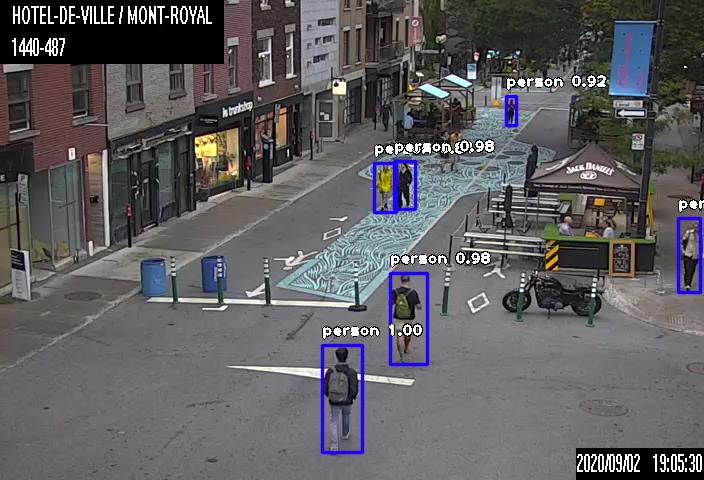 HOTEL-DE-VILLE / MONT-ROYAL
1440-487
person 0.92
person 0.98
person 0.98
person 1.00
per
JACK DANIEL'S
2020/09/02 19:05:30